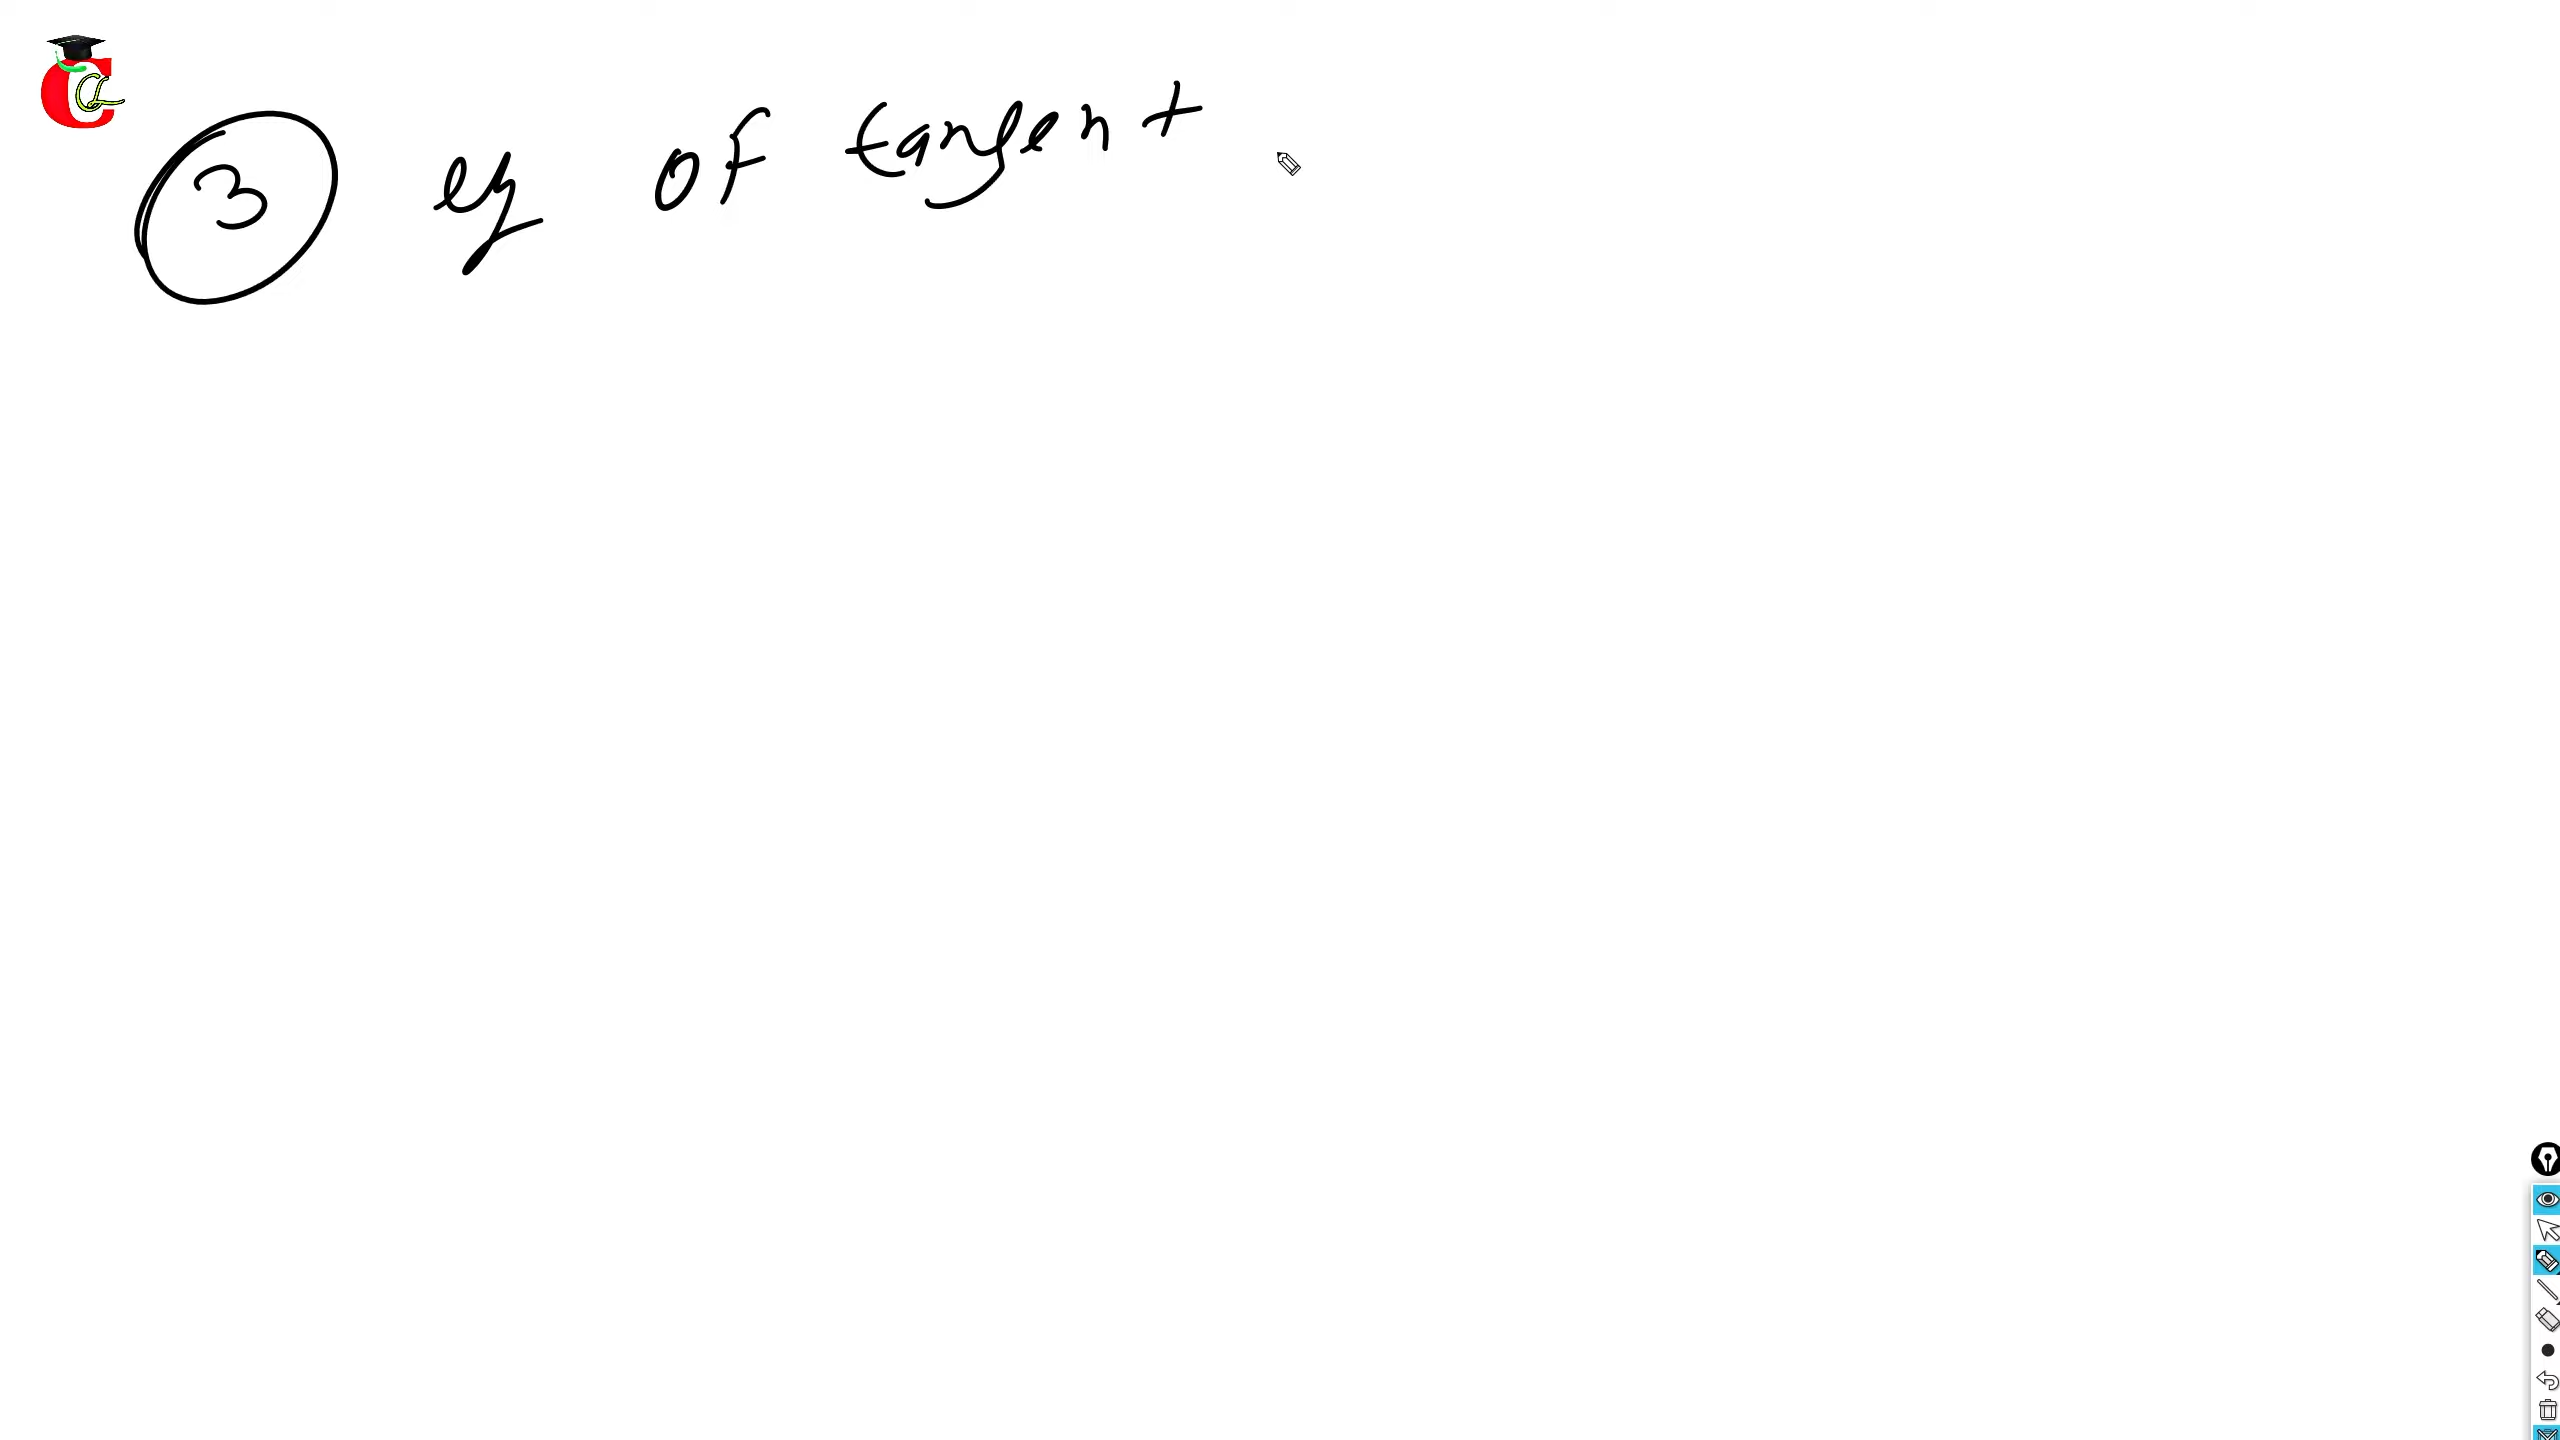 3 eq of tangent